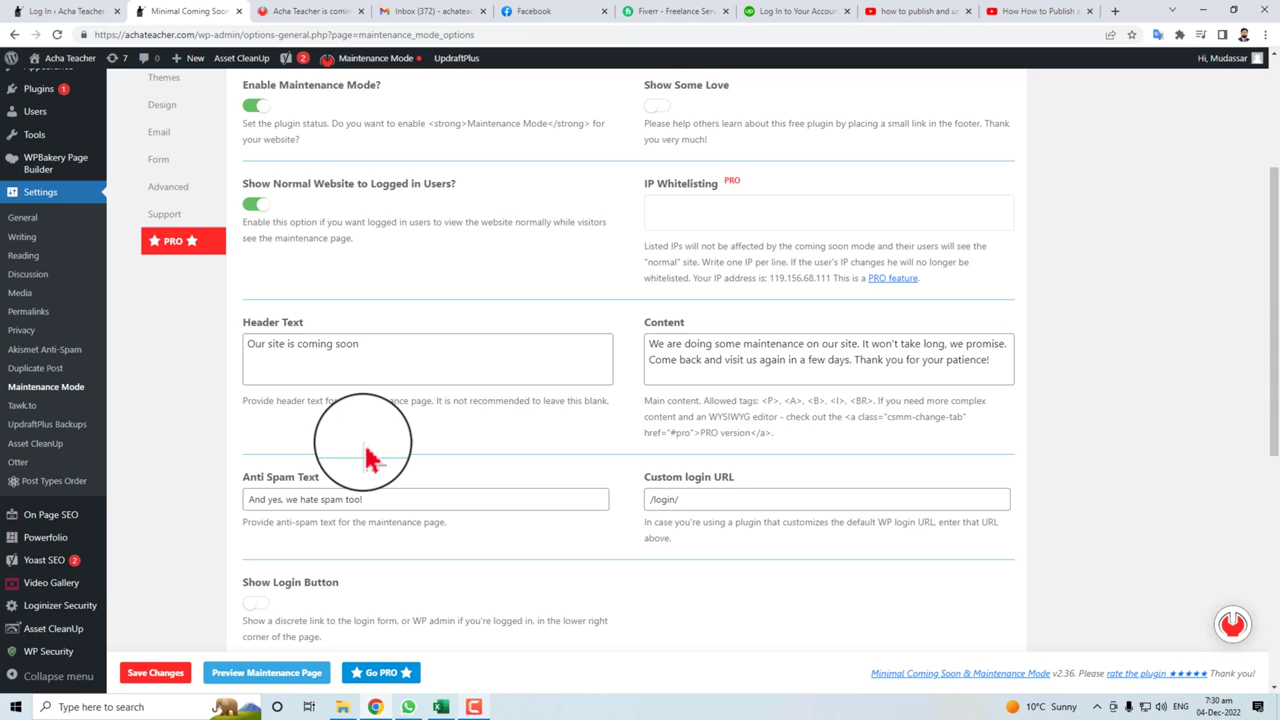 Log In ‹ Acha Teacher —
Minimal Coming Soon
Acha Teacher is comin
Inbox (372) - achateac
Facebook
Fiverr - Freelance Serv
Log In to Your Accou
how to publish and u
How How To Publish a
https://achateacher.com/wp-admin/options-general.php?page=maintenance_mode_options
Acha Teacher 7 0 New Asset CleanUp 2 Maintenance Mode UpdraftPlus Hi, Mudassar
Plugins 1
Users
Tools
WPBakery Page
Builder
Settings
General
Writing
Reading
Discussion
Media
Permalinks
Privacy
Akismet Anti-Spam
Duplicate Post
Maintenance Mode
Tawk.to
UpdraftPlus Backups
Asset CleanUp
Otter
Post Types Order
On Page SEO
Powerfolio
Yoast SEO 2
Video Gallery
Loginizer Security
Asset CleanUp
WP Security
Collapse menu
Themes
Design
Email
Form
Advanced
Support
PRO
Enable Maintenance Mode?
Set the plugin status. Do you want to enable <strong>Maintenance Mode</strong> for
your website?
Show Some Love
Please help others learn about this free plugin by placing a small link in the footer. Thank
you very much!
Show Normal Website to Logged in Users?
Enable this option if you want logged in users to view the website normally while visitors
see the maintenance page.
IP Whitelisting PRO
Listed IPs will not be affected by the coming soon mode and their users will see the
"normal" site. Write one IP per line. If the user's IP changes he will no longer be
whitelisted. Your IP address is: 119.156.68.111 This is a PRO feature.
Header Text
Our site is coming soon
Provide header text for ance page. It is not recommended to leave this blank.
Content
We are doing some maintenance on our site. It won't take long, we promise.
Come back and visit us again in a few days. Thank you for your patience!
Main content. Allowed tags: <P>, <A>, <B>, <I>, <BR>. If you need more complex
content and an WYSIWYG editor - check out the <a class="csmm-change-tab"
href="#pro">PRO version</a>.
Anti Spam Text
And yes, we hate spam too!
Provide anti-spam text for the maintenance page.
Custom login URL
/login/
In case you're using a plugin that customizes the default WP login URL, enter that URL
above.
Show Login Button
Show a discrete link to the login form, or WP admin if you're logged in, in the lower right
corner of the page.
Save Changes Preview Maintenance Page Go PRO
Minimal Coming Soon & Maintenance Mode v2.36. Please rate the plugin ★★★★★ Thank you!
Type here to search
10°C Sunny
ENG
7:30 am
04-Dec-2022